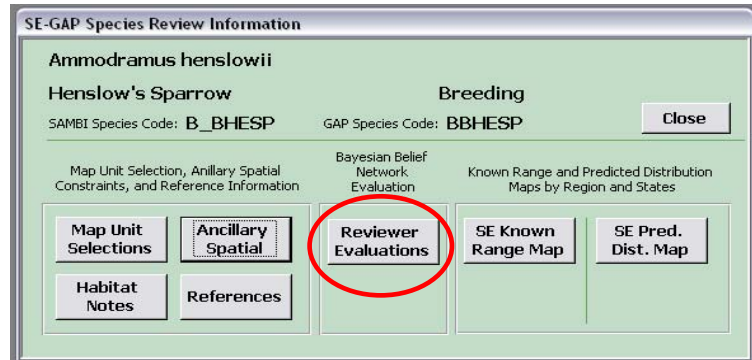 SE-GAP Species Review Information
Ammodramus henslowii
Henslow's Sparrow Breeding
SAMBI Species Code: B_BHESP GAP Species Code: BBHESP Close
Map Unit Selection, Anillary Spatial
Constraints, and Reference Information
Bayesian Belief
Network
Evaluation
Known Range and Predicted Distribution
Maps by Region and States
Map Unit
Selections
Ancillary
Spatial
Reviewer
Evaluations
SE Known
Range Map
SE Pred.
Dist. Map
Habitat
Notes
References